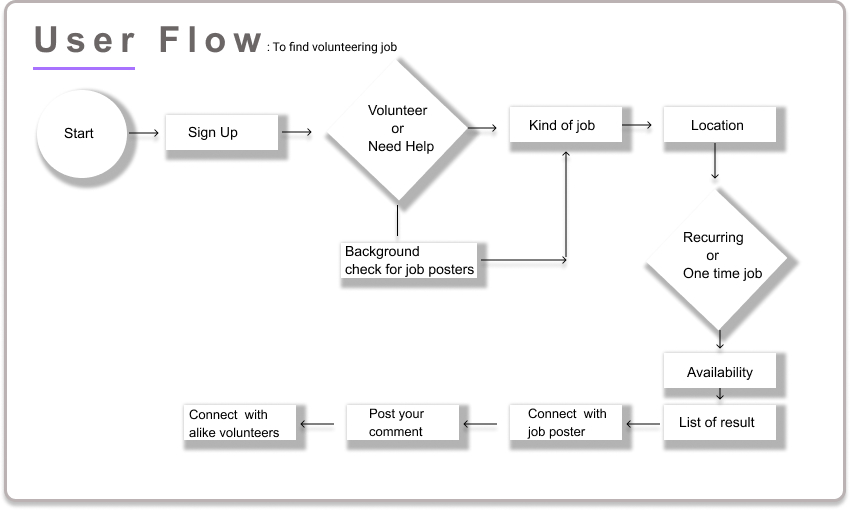 User Flow : To find volunteering job
Start
Sign Up
Volunteer
or
Need Help
Kind of job
Location
Background
check for job posters
Recurring
or
One time job
Availability
List of result
Connect with
job poster
Post your
comment
Connect with
alike volunteers